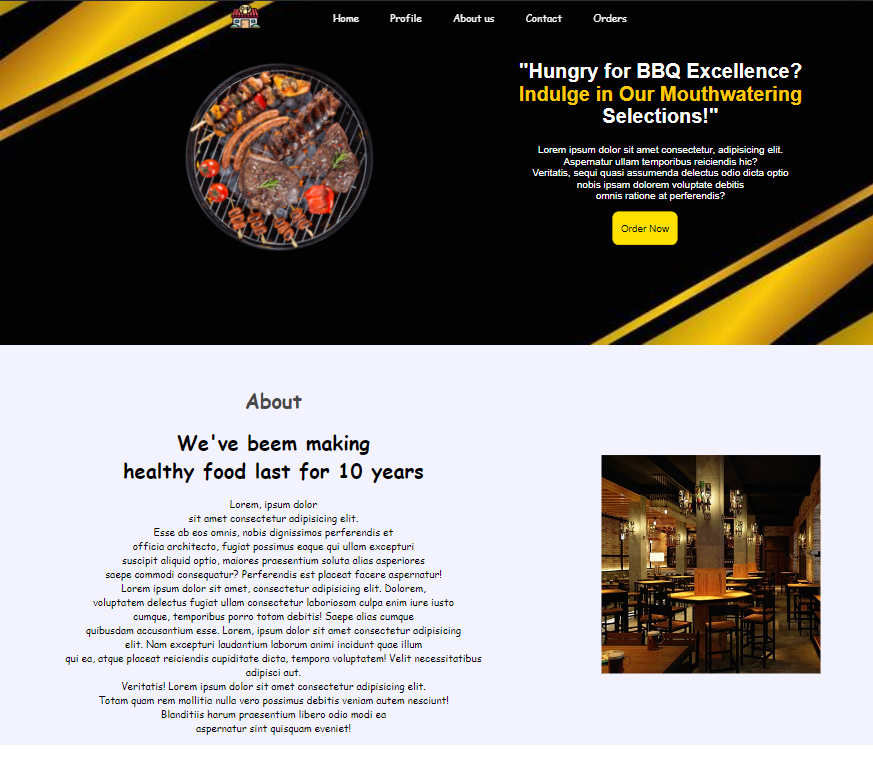 Home Profile About us Contact Orders
"Hungry for BBQ Excellence?
Indulge in Our Mouthwatering
Selections!"
Lorem ipsum dolor sit amet consectetur, adipisicing elit.
Aspernatur ullam temporibus reiciendis hic?
Veritatis, sequi quasi assumenda delectus odio dicta optio
nobis ipsam dolorem voluptate debitis
omnis ratione at perferendis?
Order Now
About
We've beem making
healthy food last for 10 years
Lorem, ipsum dolor
sit amet consectetur adipisicing elit.
Esse ab eos omnis, nobis dignissimos perferendis et
officia architecto, fugiat possimus eaque qui ullam excepturi
suscipit aliquid optio, maiores praesentium soluta alias asperiores
saepe commodi consequatur? Perferendis est placeat facere aspernatur!
Lorem ipsum dolor sit amet, consectetur adipisicing elit. Dolorem,
voluptatem delectus fugiat ullam consectetur laboriosam culpa enim iure iusto
cumque, temporibus porro totam debitis! Saepe alias cumque
quibusdam accusantium esse. Lorem, ipsum dolor sit amet consectetur adipisicing
elit. Nam excepturi laudantium laborum animi incidunt quae illum
qui ea, atque placeat reiciendis cupiditate dicta, tempora voluptatem! Velit necessitatibus
adipisci aut.
Veritatis! Lorem ipsum dolor sit amet consectetur adipisicing elit.
Totam quam rem mollitia nulla vero possimus debitis veniam autem nesciunt!
Blanditiis harum praesentium libero odio modi ea
aspernatur sint quisquam eveniet!